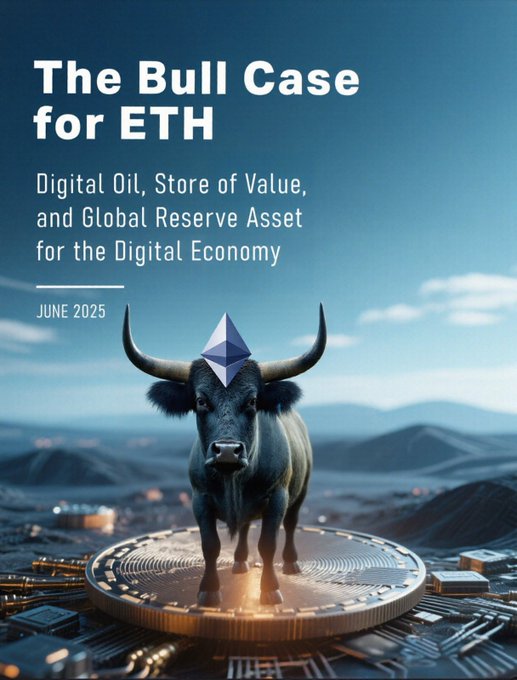 The Bull Case
for ETH
Digital Oil, Store of Value,
and Global Reserve Asset
for the Digital Economy
JUNE 2025